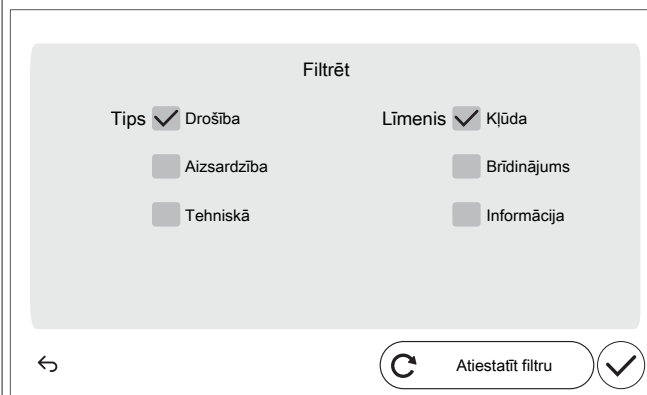 Filtrēt
Tips Drošība Līmenis Kļūda
Aizsardzība Brīdinājums
Tehniskā Informācija
Atiestatīt filtru